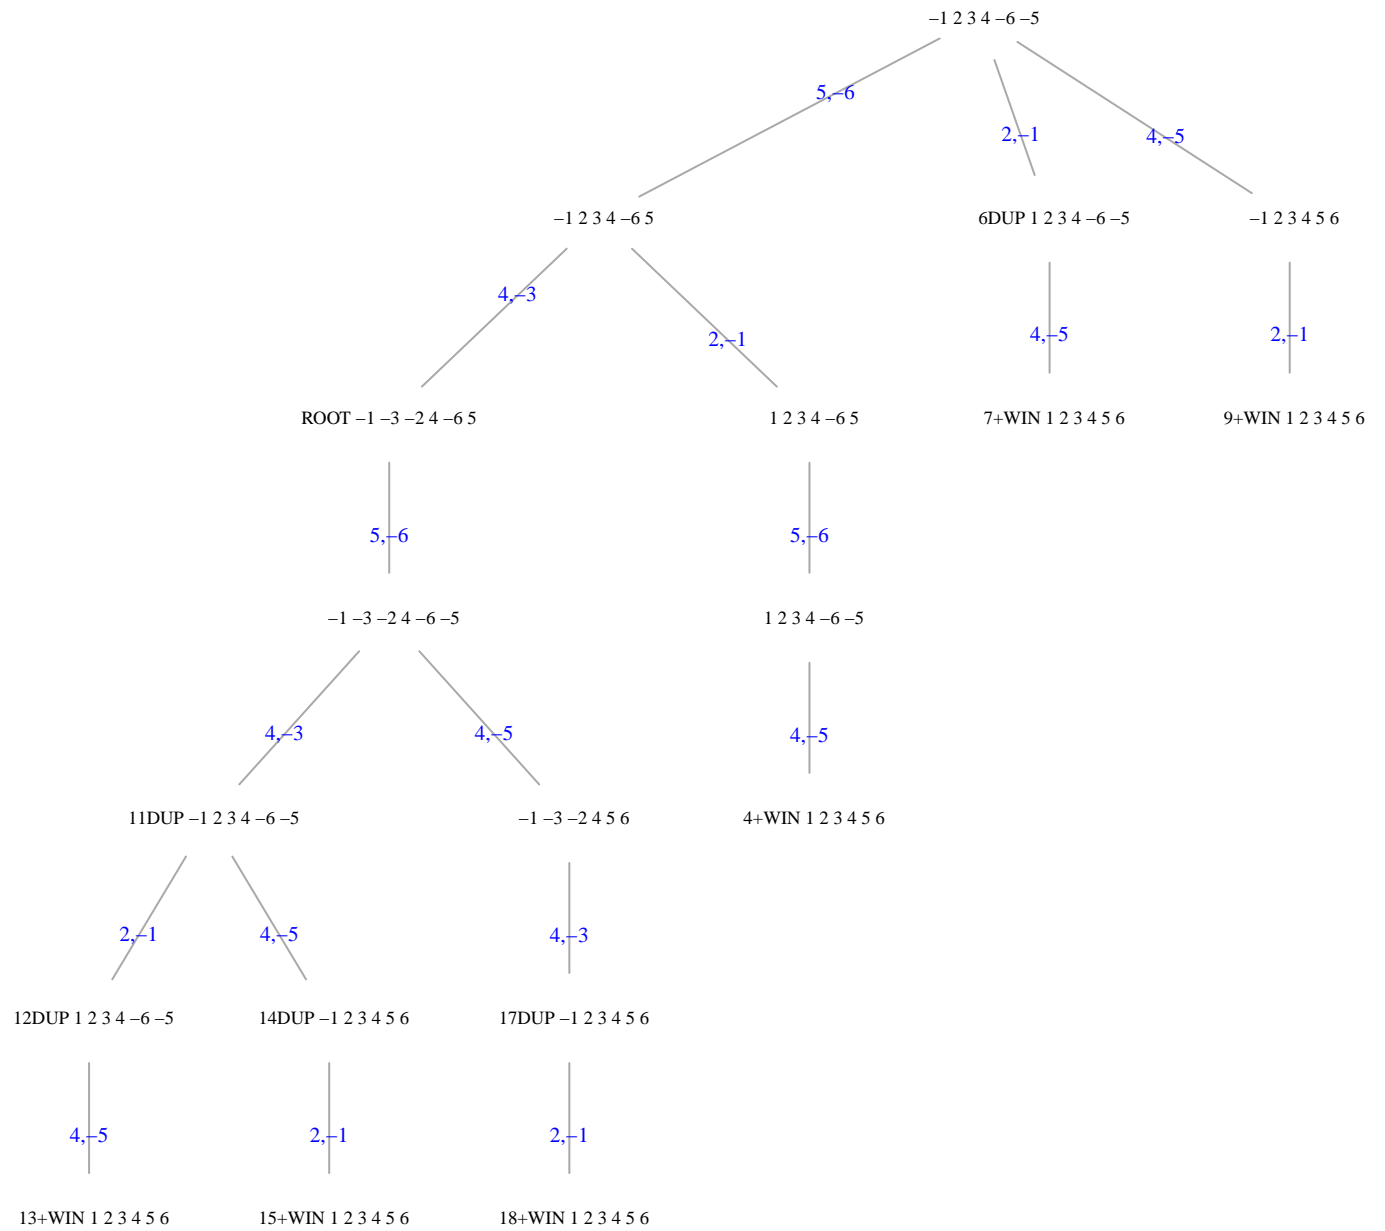 –1 2 3 4 –6 –5
5,–6
2,–1
4,–5
–1 2 3 4 –6 5
6DUP 1 2 3 4 –6 –5
–1 2 3 4 5 6
4,–3
2,–1
4,–5
2,–1
ROOT –1 –3 –2 4 –6 5
1 2 3 4 –6 5
7+WIN 1 2 3 4 5 6
9+WIN 1 2 3 4 5 6
5,–6
5,–6
–1 –3 –2 4 –6 –5
1 2 3 4 –6 –5
4,–3
4,–5
4,–5
11DUP –1 2 3 4 –6 –5
–1 –3 –2 4 5 6
4+WIN 1 2 3 4 5 6
2,–1
4,–5
4,–3
12DUP 1 2 3 4 –6 –5
14DUP –1 2 3 4 5 6
17DUP –1 2 3 4 5 6
4,–5
2,–1
2,–1
13+WIN 1 2 3 4 5 6
15+WIN 1 2 3 4 5 6
18+WIN 1 2 3 4 5 6